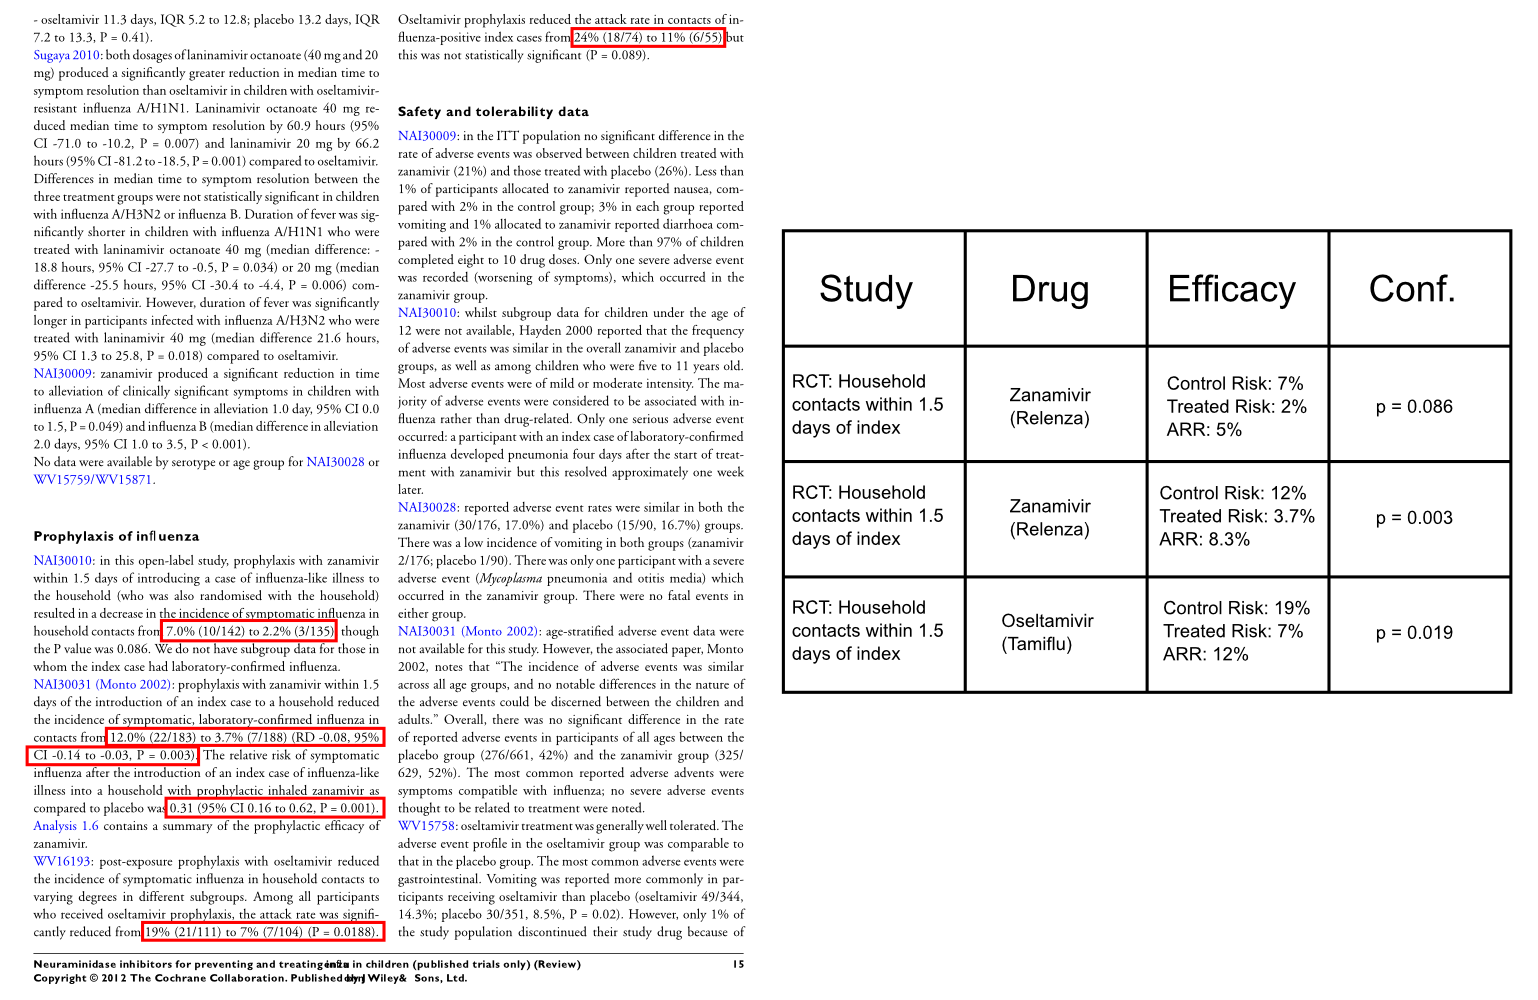 - oseltamivir 11.3 days, IQR 5.2 to 12.8; placebo 13.2 days, IQR
7.2 to 13.3, P = 0.41).
Sugaya 2010: both dosages of laninamivir octanoate (40 mg and 20
mg) produced a significantly greater reduction in median time to
symptom resolution than oseltamivir in children with oseltamivir-
resistant influenza A/H1N1. Laninamivir octanoate 40 mg re-
duced median time to symptom resolution by 60.9 hours (95%
CI -71.0 to -10.2, P = 0.007) and laninamivir 20 mg by 66.2
hours (95% CI -81.2 to -18.5, P = 0.001) compared to oseltamivir.
Differences in median time to symptom resolution between the
three treatment groups were not statistically significant in children
with influenza A/H3N2 or influenza B. Duration of fever was sig-
nificantly shorter in children with influenza A/H1N1 who were
treated with laninamivir octanoate 40 mg (median difference: -
18.8 hours, 95% CI -27.7 to -0.5, P = 0.034) or 20 mg (median
difference -25.5 hours, 95% CI -30.4 to -4.4, P = 0.006) com-
pared to oseltamivir. However, duration of fever was significantly
longer in participants infected with influenza A/H3N2 who were
treated with laninamivir 40 mg (median difference 21.6 hours,
95% CI 1.3 to 25.8, P = 0.018) compared to oseltamivir.
NAI30009: zanamivir produced a significant reduction in time
to alleviation of clinically significant symptoms in children with
influenza A (median difference in alleviation 1.0 day, 95% CI 0.0
to 1.5, P = 0.049) and influenza B (median difference in alleviation
2.0 days, 95% CI 1.0 to 3.5, P < 0.001).
No data were available by serotype or age group for NAI30028 or
WV15759/WV15871.
Prophylaxis of influenza
NAI30010: in this open-label study, prophylaxis with zanamivir
within 1.5 days of introducing a case of influenza-like illness to
the household (who was also randomised with the household)
resulted in a decrease in the incidence of symptomatic influenza in
household contacts from 7.0% (10/142) to 2.2% (3/135), though
the P value was 0.086. We do not have subgroup data for those in
whom the index case had laboratory-confirmed influenza.
NAI30031 (Monto 2002): prophylaxis with zanamivir within 1.5
days of the introduction of an index case to a household reduced
the incidence of symptomatic, laboratory-confirmed influenza in
contacts from 12.0% (22/183) to 3.7% (7/188) (RD -0.08, 95%
CI -0.14 to -0.03, P = 0.003). The relative risk of symptomatic
influenza after the introduction of an index case of influenza-like
illness into a household with prophylactic inhaled zanamivir as
compared to placebo was 0.31 (95% CI 0.16 to 0.62, P = 0.001).
Analysis 1.6 contains a summary of the prophylactic efficacy of
zanamivir.
WV16193: post-exposure prophylaxis with oseltamivir reduced
the incidence of symptomatic influenza in household contacts to
varying degrees in different subgroups. Among all participants
who received oseltamivir prophylaxis, the attack rate was signifi-
cantly reduced from 19% (21/111) to 7% (7/104) (P = 0.0188).
Oseltamivir prophylaxis reduced the attack rate in contacts of in-
fluenza-positive index cases from 24% (18/74) to 11% (6/55) but
this was not statistically significant (P = 0.089).
Safety and tolerability data
NAI30009: in the ITT population no significant difference in the
rate of adverse events was observed between children treated with
zanamivir (21%) and those treated with placebo (26%). Less than
1% of participants allocated to zanamivir reported nausea, com-
pared with 2% in the control group; 3% in each group reported
vomiting and 1% allocated to zanamivir reported diarrhoea com-
pared with 2% in the control group. More than 97% of children
completed eight to 10 drug doses. Only one severe adverse event
was recorded (worsening of symptoms), which occurred in the
zanamivir group.
NAI30010: whilst subgroup data for children under the age of
12 were not available, Hayden 2000 reported that the frequency
of adverse events was similar in the overall zanamivir and placebo
groups, as well as among children who were five to 11 years old.
Most adverse events were of mild or moderate intensity. The ma-
jority of adverse events were considered to be associated with in-
fluenza rather than drug-related. Only one serious adverse event
occurred: a participant with an index case of laboratory-confirmed
influenza developed pneumonia four days after the start of treat-
ment with zanamivir but this resolved approximately one week
later.
NAI30028: reported adverse event rates were similar in both the
zanamivir (30/176, 17.0%) and placebo (15/90, 16.7%) groups.
There was a low incidence of vomiting in both groups (zanamivir
2/176; placebo 1/90). There was only one participant with a severe
adverse event (Mycoplasma pneumonia and otitis media) which
occurred in the zanamivir group. There were no fatal events in
either group.
NAI30031 (Monto 2002): age-stratified adverse event data were
not available for this study. However, the associated paper, Monto
2002, notes that “The incidence of adverse events was similar
across all age groups, and no notable differences in the nature of
the adverse events could be discerned between the children and
adults.” Overall, there was no significant difference in the rate
of reported adverse events in participants of all ages between the
placebo group (276/661, 42%) and the zanamivir group (325/
629, 52%). The most common reported adverse advents were
symptoms compatible with influenza; no severe adverse events
thought to be related to treatment were noted.
WV15758: oseltamivir treatment was generally well tolerated. The
adverse event profile in the oseltamivir group was comparable to
that in the placebo group. The most common adverse events were
gastrointestinal. Vomiting was reported more commonly in par-
ticipants receiving oseltamivir than placebo (oseltamivir 49/344,
14.3%; placebo 30/351, 8.5%, P = 0.02). However, only 1% of
the study population discontinued their study drug because of
Neuraminidase inhibitors for preventing and treating influenza in children (published trials only) (Review) 15
Copyright © 2012 The Cochrane Collaboration. Published by John Wiley & Sons, Ltd.
Study Drug Efficacy Conf.
RCT: Household
contacts within 1.5
days of index
Zanamivir
(Relenza)
Control Risk: 7%
Treated Risk: 2%
ARR: 5%
p = 0.086
RCT: Household
contacts within 1.5
days of index
Zanamivir
(Relenza)
Control Risk: 12%
Treated Risk: 3.7%
ARR: 8.3%
p = 0.003
RCT: Household
contacts within 1.5
days of index
Oseltamivir
(Tamiflu)
Control Risk: 19%
Treated Risk: 7%
ARR: 12%
p = 0.019